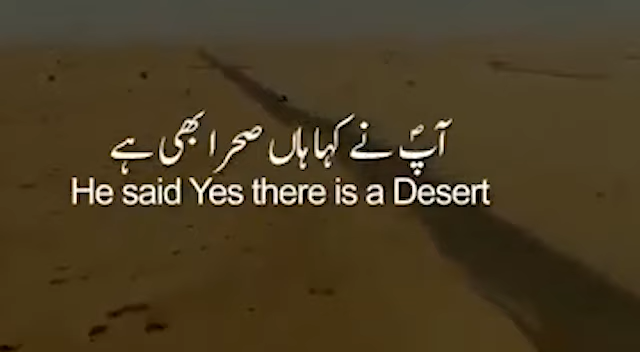 آپؑ نے کہا ہاں صحرا بھی ہے
He said Yes there is a Desert